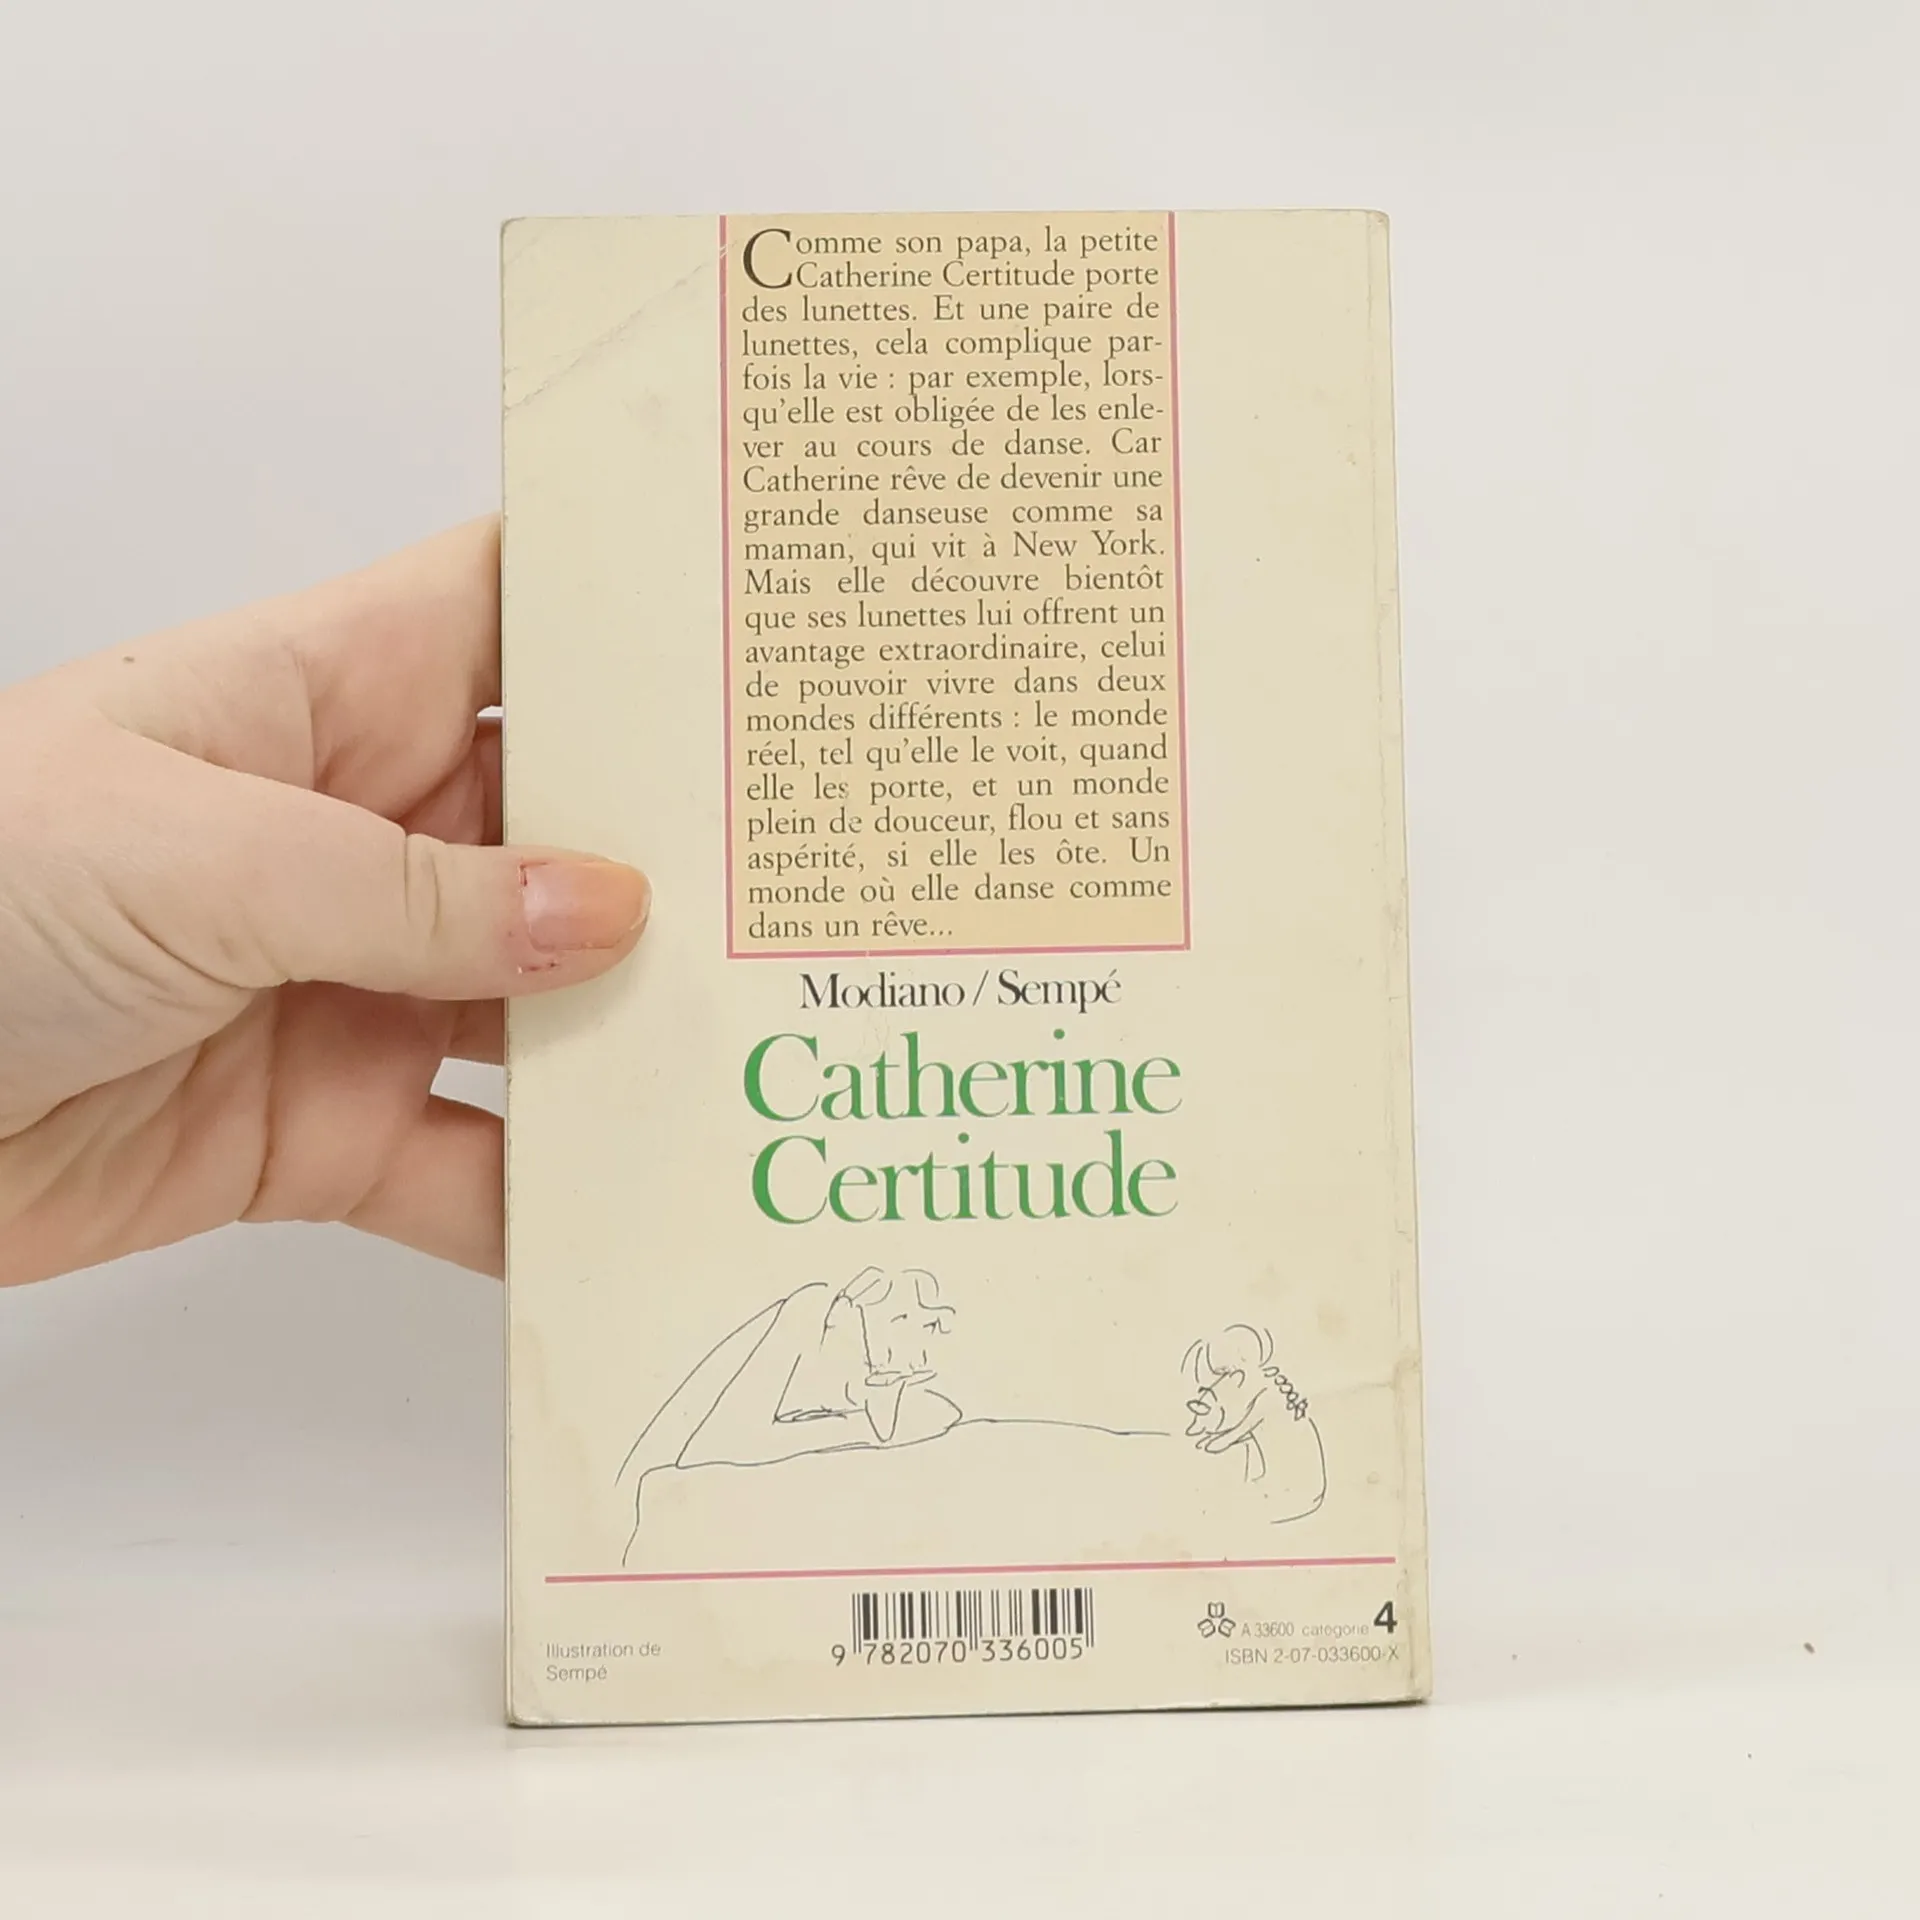 Comme son papa, la petite
Catherine Certitude porte
des lunettes. Et une paire de
lunettes, cela complique par-
fois la vie : par exemple, lors-
qu'elle est obligée de les enle-
ver au cours de danse. Car
Catherine rêve de devenir une
grande danseuse comme sa
maman, qui vit à New York.
Mais elle découvre bientôt
que ses lunettes lui offrent un
avantage extraordinaire, celui
de pouvoir vivre dans deux
mondes différents : le monde
réel, tel qu'elle le voit, quand
elle les porte, et un monde
plein de douceur, flou et sans
aspérité, si elle les ôte. Un
monde où elle danse comme
dans un rêve...
Modiano / Sempé
Catherine
Certitude
Illustration de
Sempé
9 782070 336005
A 33600 catégorie 4
ISBN 2-07-033600-X